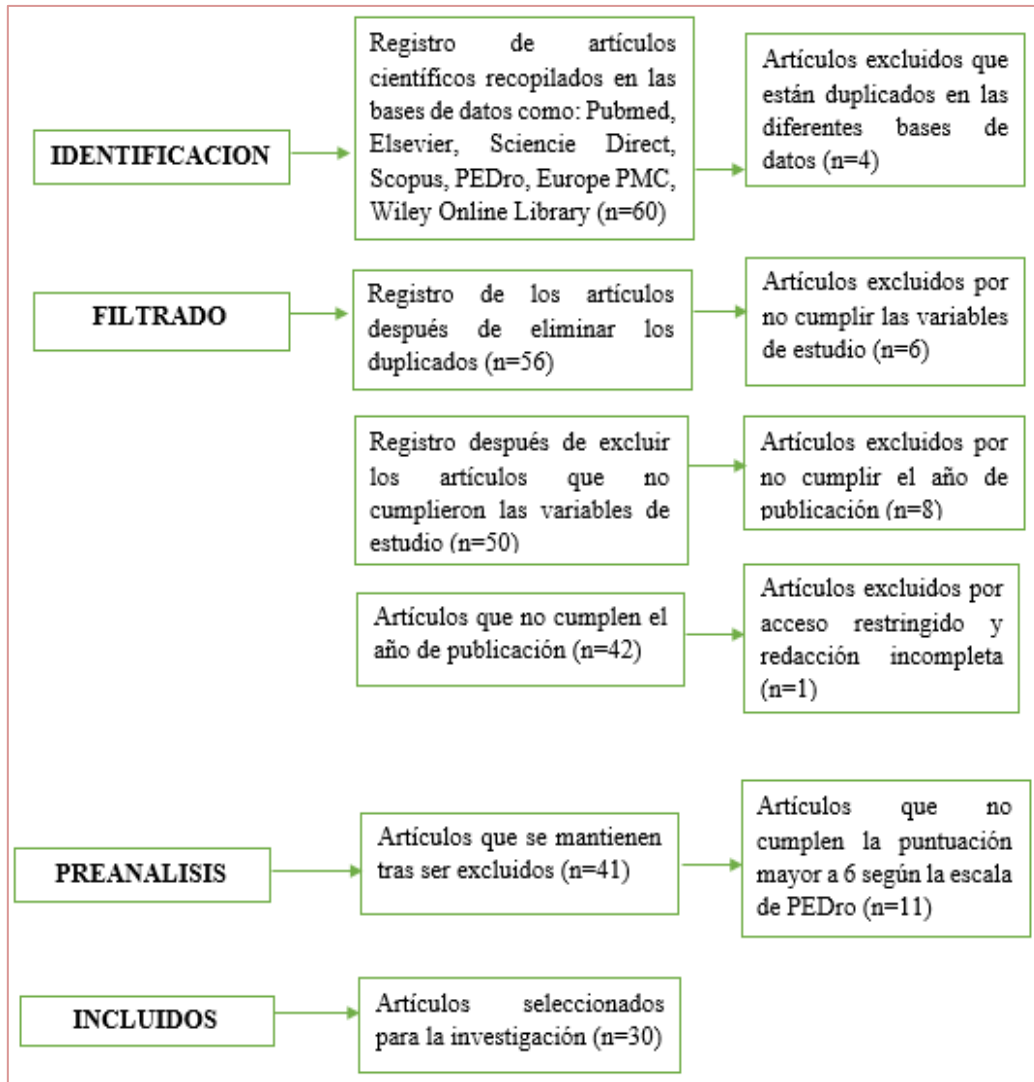 IDENTIFICACION
Registro de artículos
científicos recopilados en las
bases de datos como: Pubmed,
Elsevier, Sciencie Direct,
Scopus, PEDro, Europe PMC,
Wiley Online Library (n=60)
Artículos excluidos que
están duplicados en las
diferentes bases de
datos (n=4)
FILTRADO
Registro de los artículos
después de eliminar los
duplicados (n=56)
Artículos excluidos por
no cumplir las variables
de estudio (n=6)
Registro después de excluir
los artículos que no
cumplieron las variables de
estudio (n=50)
Artículos excluidos por
no cumplir el año de
publicación (n=8)
Artículos que no cumplen el
año de publicación (n=42)
Artículos excluidos por
acceso restringido y
redacción incompleta
(n=1)
PREANALISIS
Artículos que se mantienen
tras ser excluidos (n=41)
Artículos que no
cumplen la puntuación
mayor a 6 según la escala
de PEDro (n=11)
INCLUIDOS
Artículos seleccionados
para la investigación (n=30)